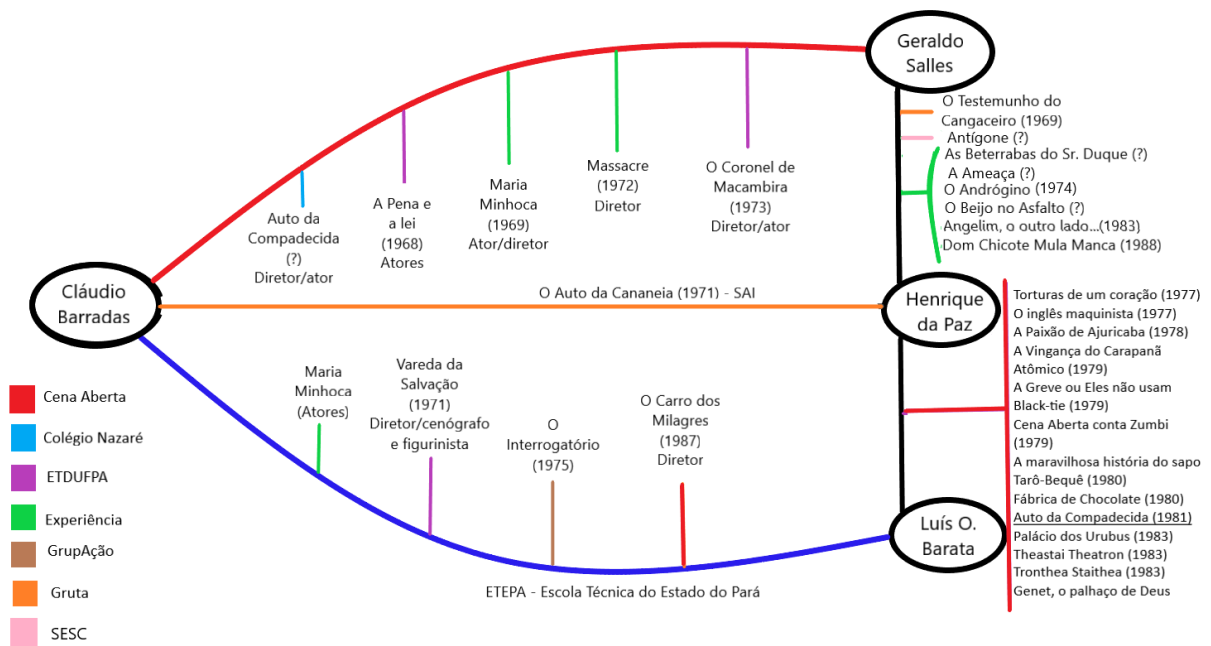 Geraldo
Salles
O Testemunho do
Cangaceiro (1969)
Antígone (?)
As Beterrabas do Sr. Duque (?)
A Ameaça (?)
O Andrógino (1974)
O Beijo no Asfalto (?)
Angelim, o outro lado...(1983)
Dom Chicote Mula Manca (1988)
Auto da
Compadecida
(?)
Diretor/ator
A Pena e
a lei
(1968)
Atores
Maria
Minhoca
(1969)
Ator/diretor
Massacre
(1972)
Diretor
O Coronel de
Macambira
(1973)
Diretor/ator
Cláudio
Barradas
O Auto da Cananeia (1971) - SAI
Henrique
da Paz
Torturas de um coração (1977)
O inglês maquinista (1977)
A Paixão de Ajuricaba (1978)
A Vingança do Carapanã
Atômico (1979)
A Greve ou Eles não usam
Black-tie (1979)
Cena Aberta conta Zumbi
(1979)
A maravilhosa história do sapo
Tarô-Bequê (1980)
Fábrica de Chocolate (1980)
Auto da Compadecida (1981)
Palácio dos Urubus (1983)
Theastai Theatron (1983)
Tronthea Staithea (1983)
Genet, o palhaço de Deus
Maria
Minhoca
(Atores)
Vareda da
Salvação
(1971)
Diretor/cenógrafo
e figurinista
O
Interrogatório
(1975)
O Carro dos
Milagres
(1987)
Diretor
Luís O.
Barata
ETEPA - Escola Técnica do Estado do Pará
Cena Aberta
Colégio Nazaré
ETDUFPA
Experiência
GrupAção
Gruta
SESC